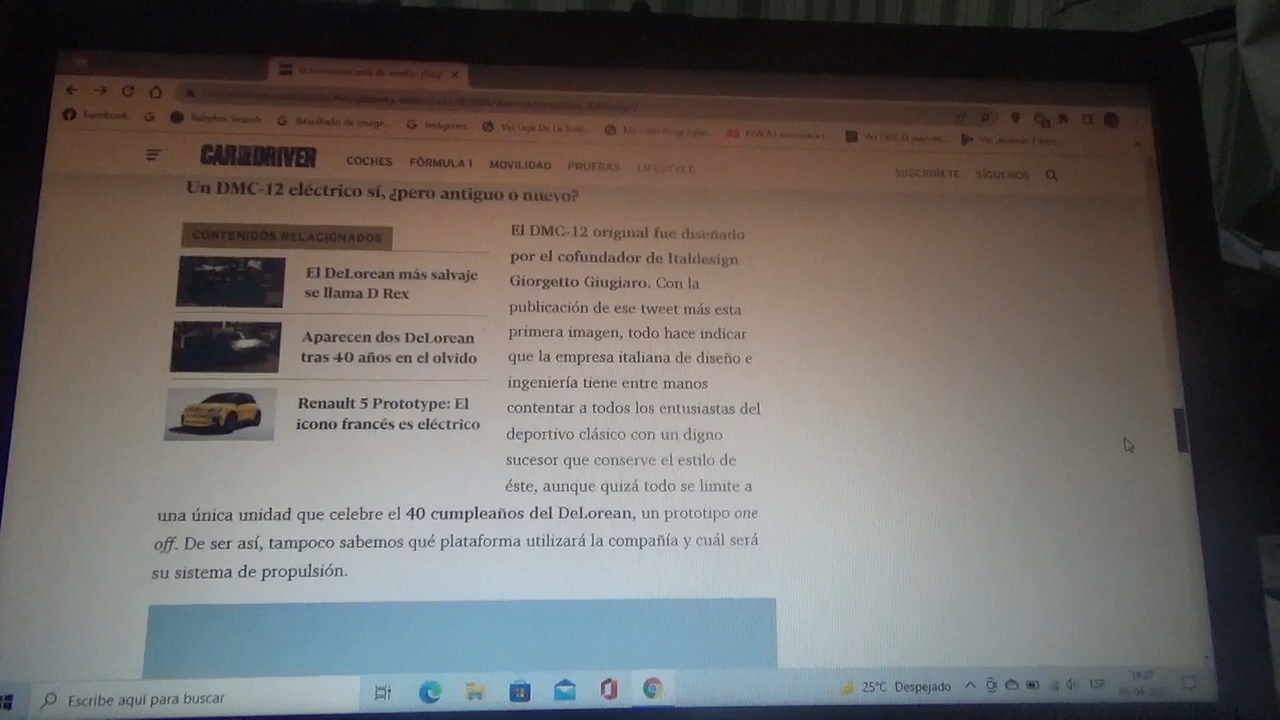 Facebook
G
Babylon Search
G
Imágenes
CAR AND DRIVER
COCHES
FÓRMULA 1
MOVILIDAD
PRUEBAS
LIFESTYLE
SUSCRÍBETE
SÍGUENOS
Un DMC-12 eléctrico sí, ¿pero antiguo o nuevo?
CONTENIDOS RELACIONADOS
El DeLorean más salvaje
se llama D Rex
Aparecen dos DeLorean
tras 40 años en el olvido
Renault 5 Prototype: El
icono francés es eléctrico
El DMC-12 original fue diseñado
por el cofundador de Italdesign
Giorgetto Giugiaro. Con la
publicación de ese tweet más esta
primera imagen, todo hace indicar
que la empresa italiana de diseño e
ingeniería tiene entre manos
contentar a todos los entusiastas del
deportivo clásico con un digno
sucesor que conserve el estilo de
éste, aunque quizá todo se limite a
una única unidad que celebre el 40 cumpleaños del DeLorean, un prototipo one
off. De ser así, tampoco sabemos qué plataforma utilizará la compañía y cuál será
su sistema de propulsión.
Escribe aquí para buscar
25°C Despejado
ESP